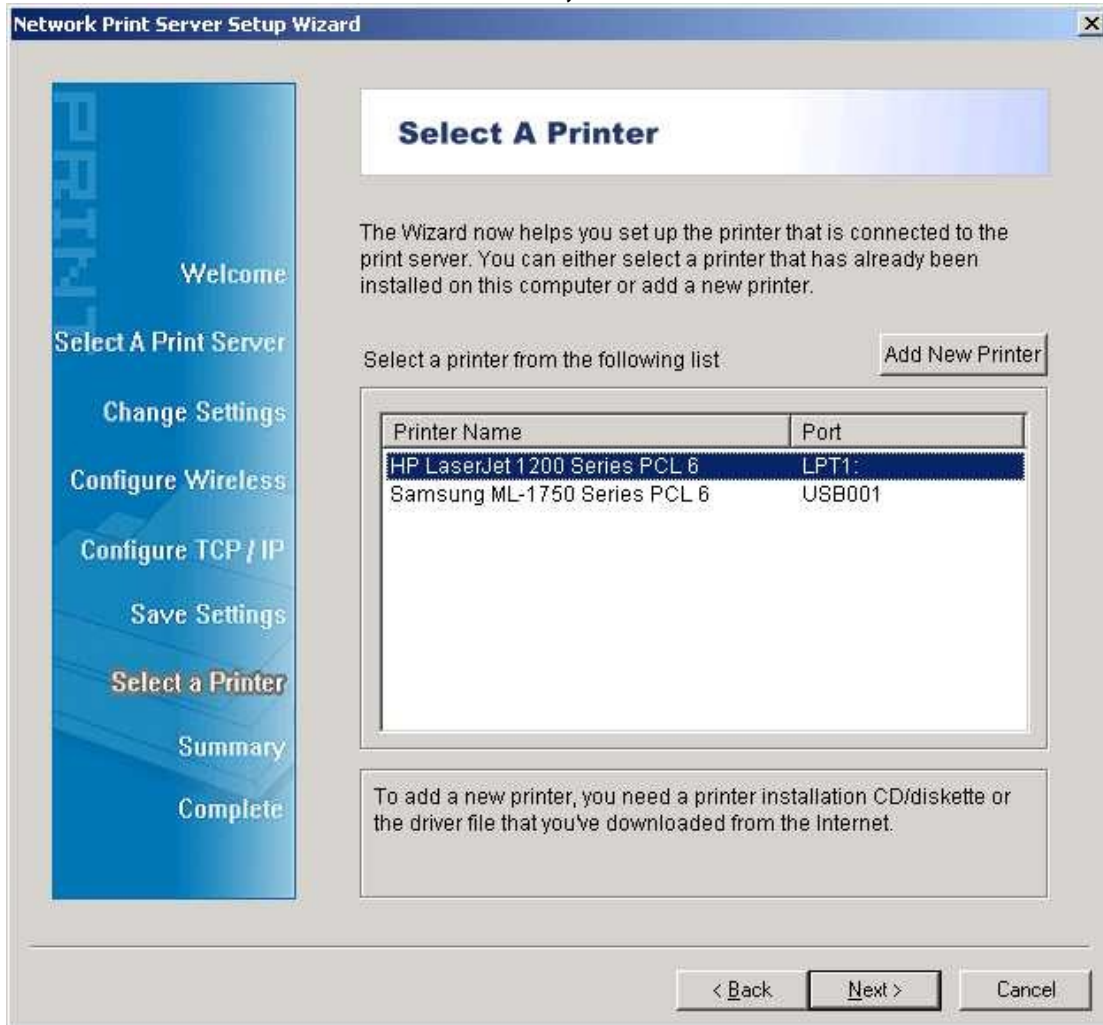 Network Print Server Setup Wizard
PRINT
Welcome
Select A Print Server
Change Settings
Configure Wireless
Configure TCP / IP
Save Settings
Select a Printer
Summary
Complete
Select A Printer
The Wizard now helps you set up the printer that is connected to the
print server. You can either select a printer that has already been
installed on this computer or add a new printer.
Select a printer from the following list
Add New Printer
Printer Name Port
HP LaserJet 1200 Series PCL 6 LPT1:
Samsung ML-1750 Series PCL 6 USB001
To add a new printer, you need a printer installation CD/diskette or
the driver file that you've downloaded from the Internet.
< Back Next > Cancel